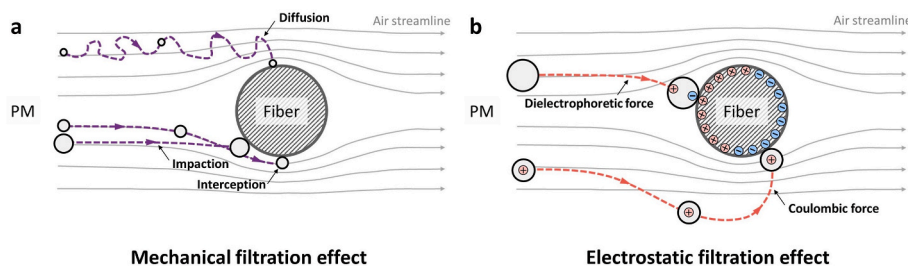 a
Diffusion
Air streamline
PM
Fiber
Impaction
Interception
Mechanical filtration effect
b
Air streamline
PM
Dielectrophoretic force
Fiber
Coulombic force
Electrostatic filtration effect